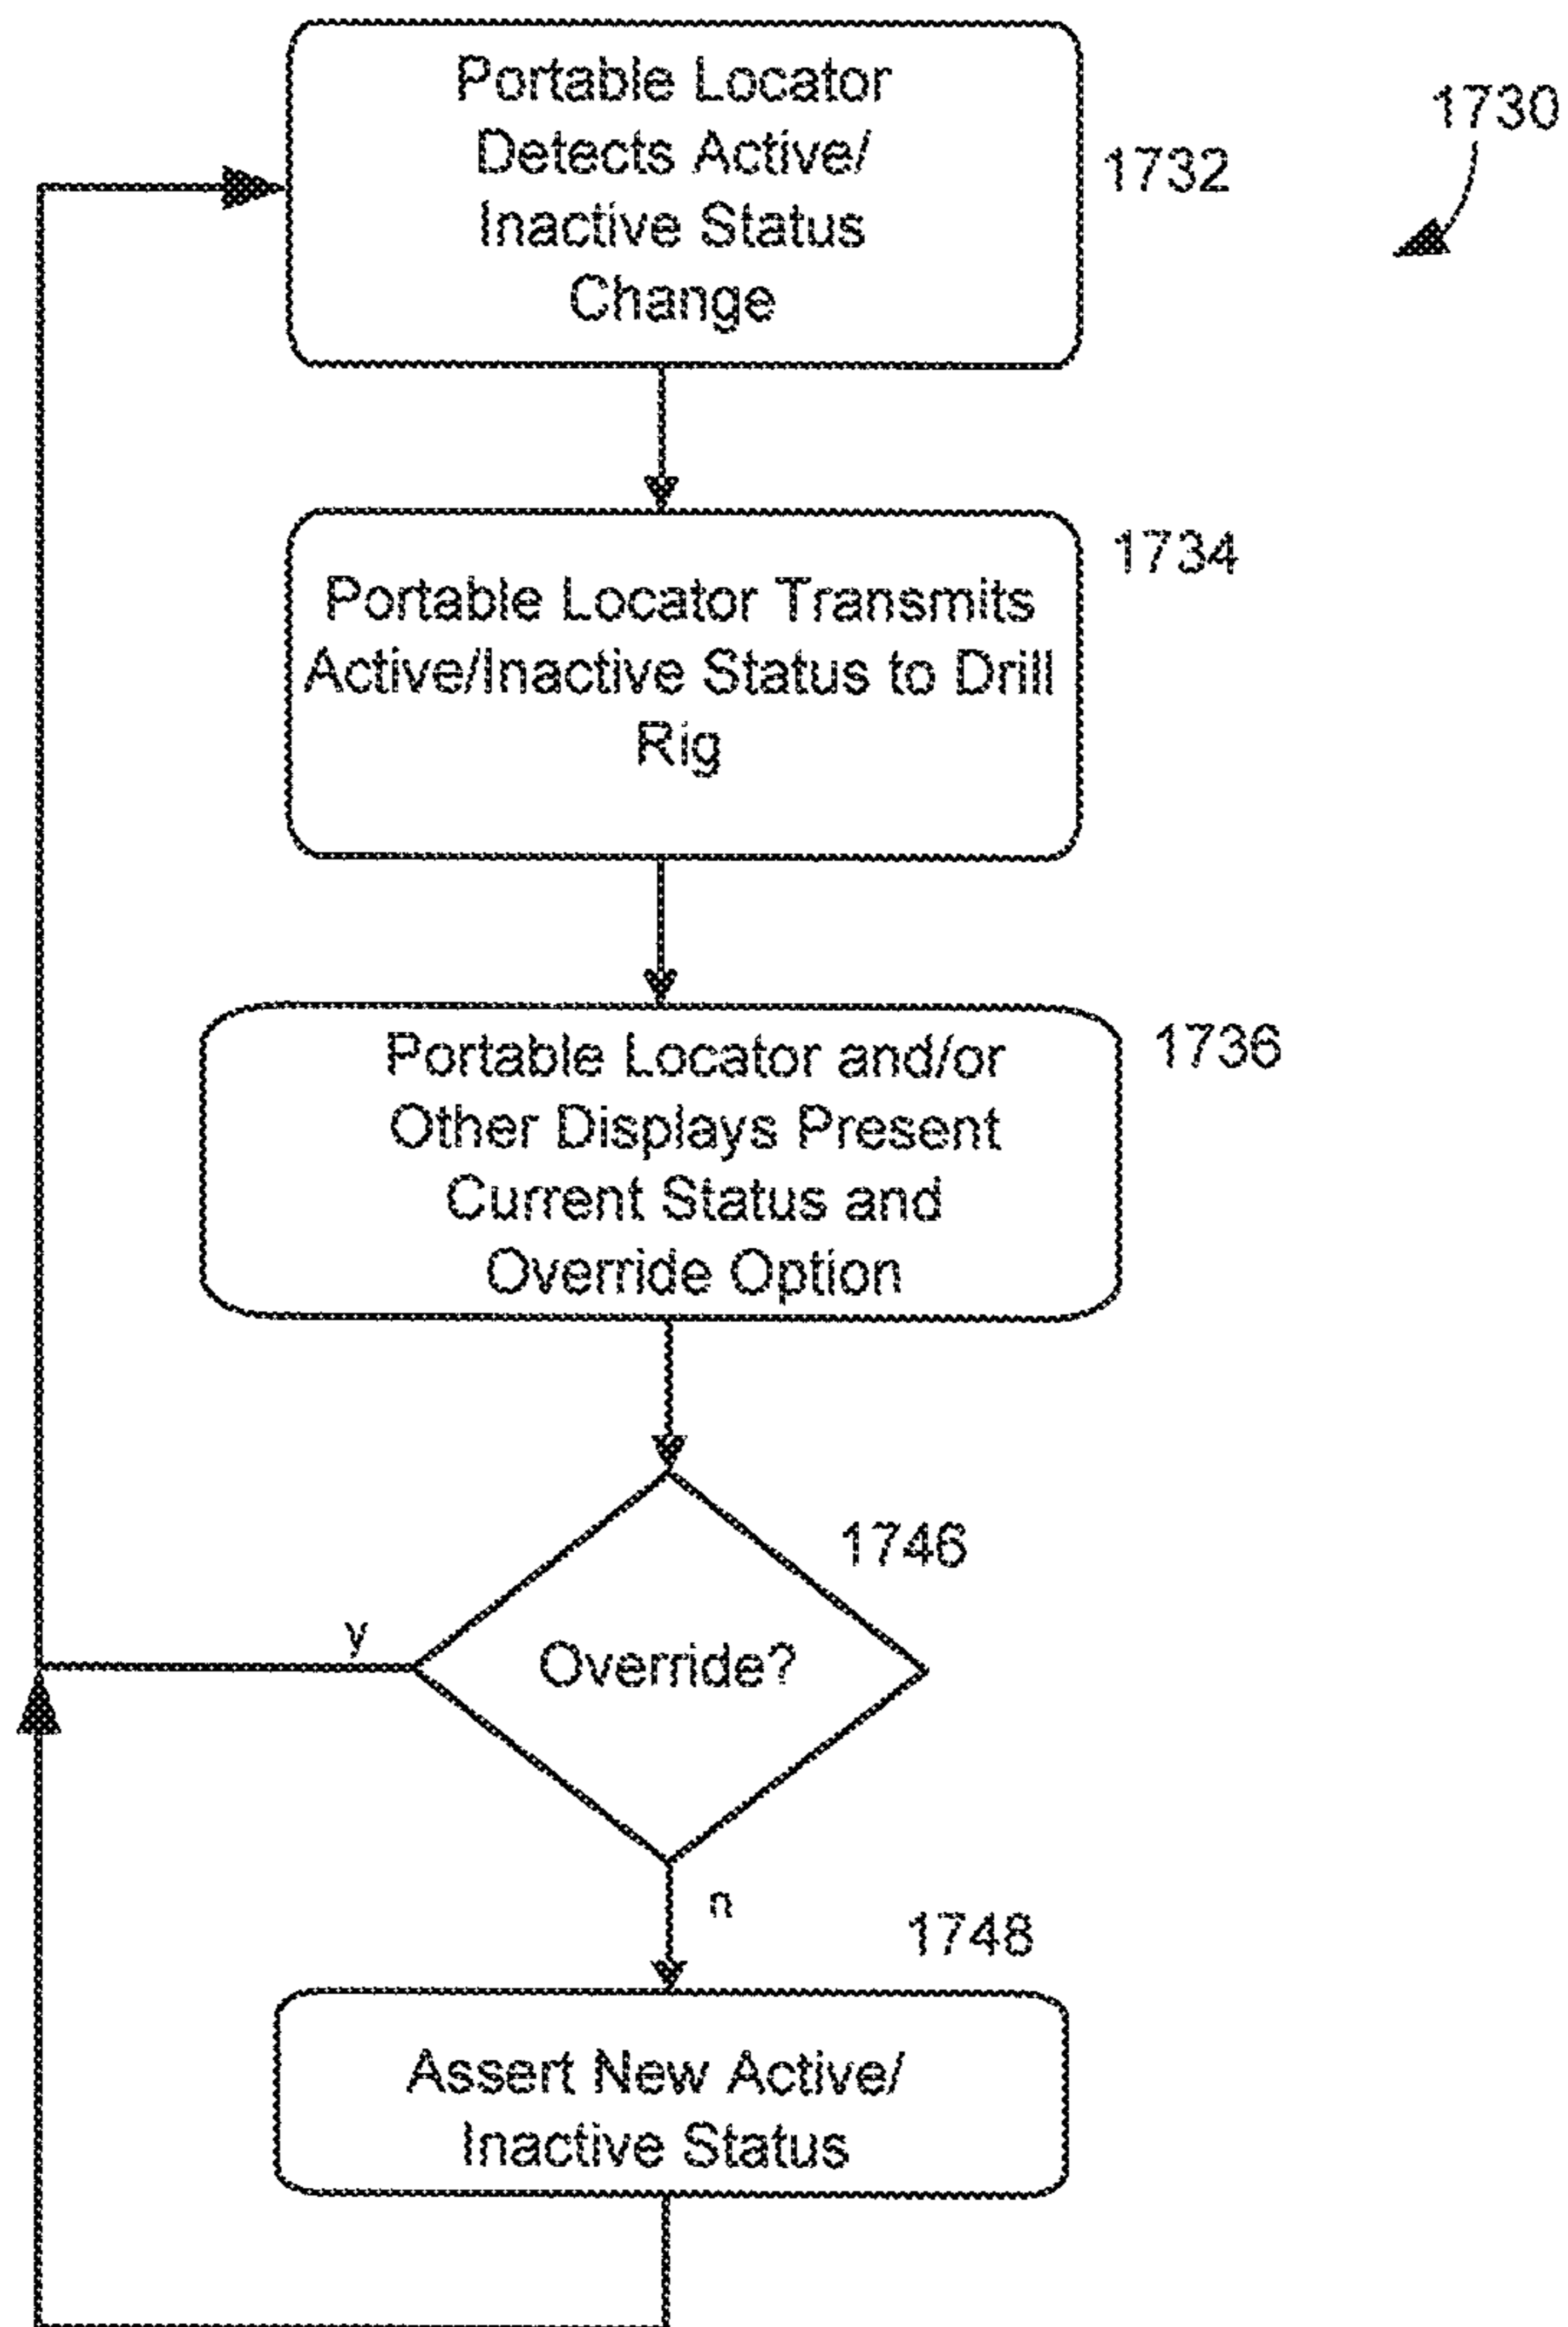 Portable Locator
Detects Active/
Inactive Status
Change
1732
1730
Portable Locator Transmits
Active/Inactive Status to Drill
Rig
1734
Portable Locator and/or
Other Displays Present
Current Status and
Override Option
1736
1746
Override?
y
n
1748
Assert New Active/
Inactive Status